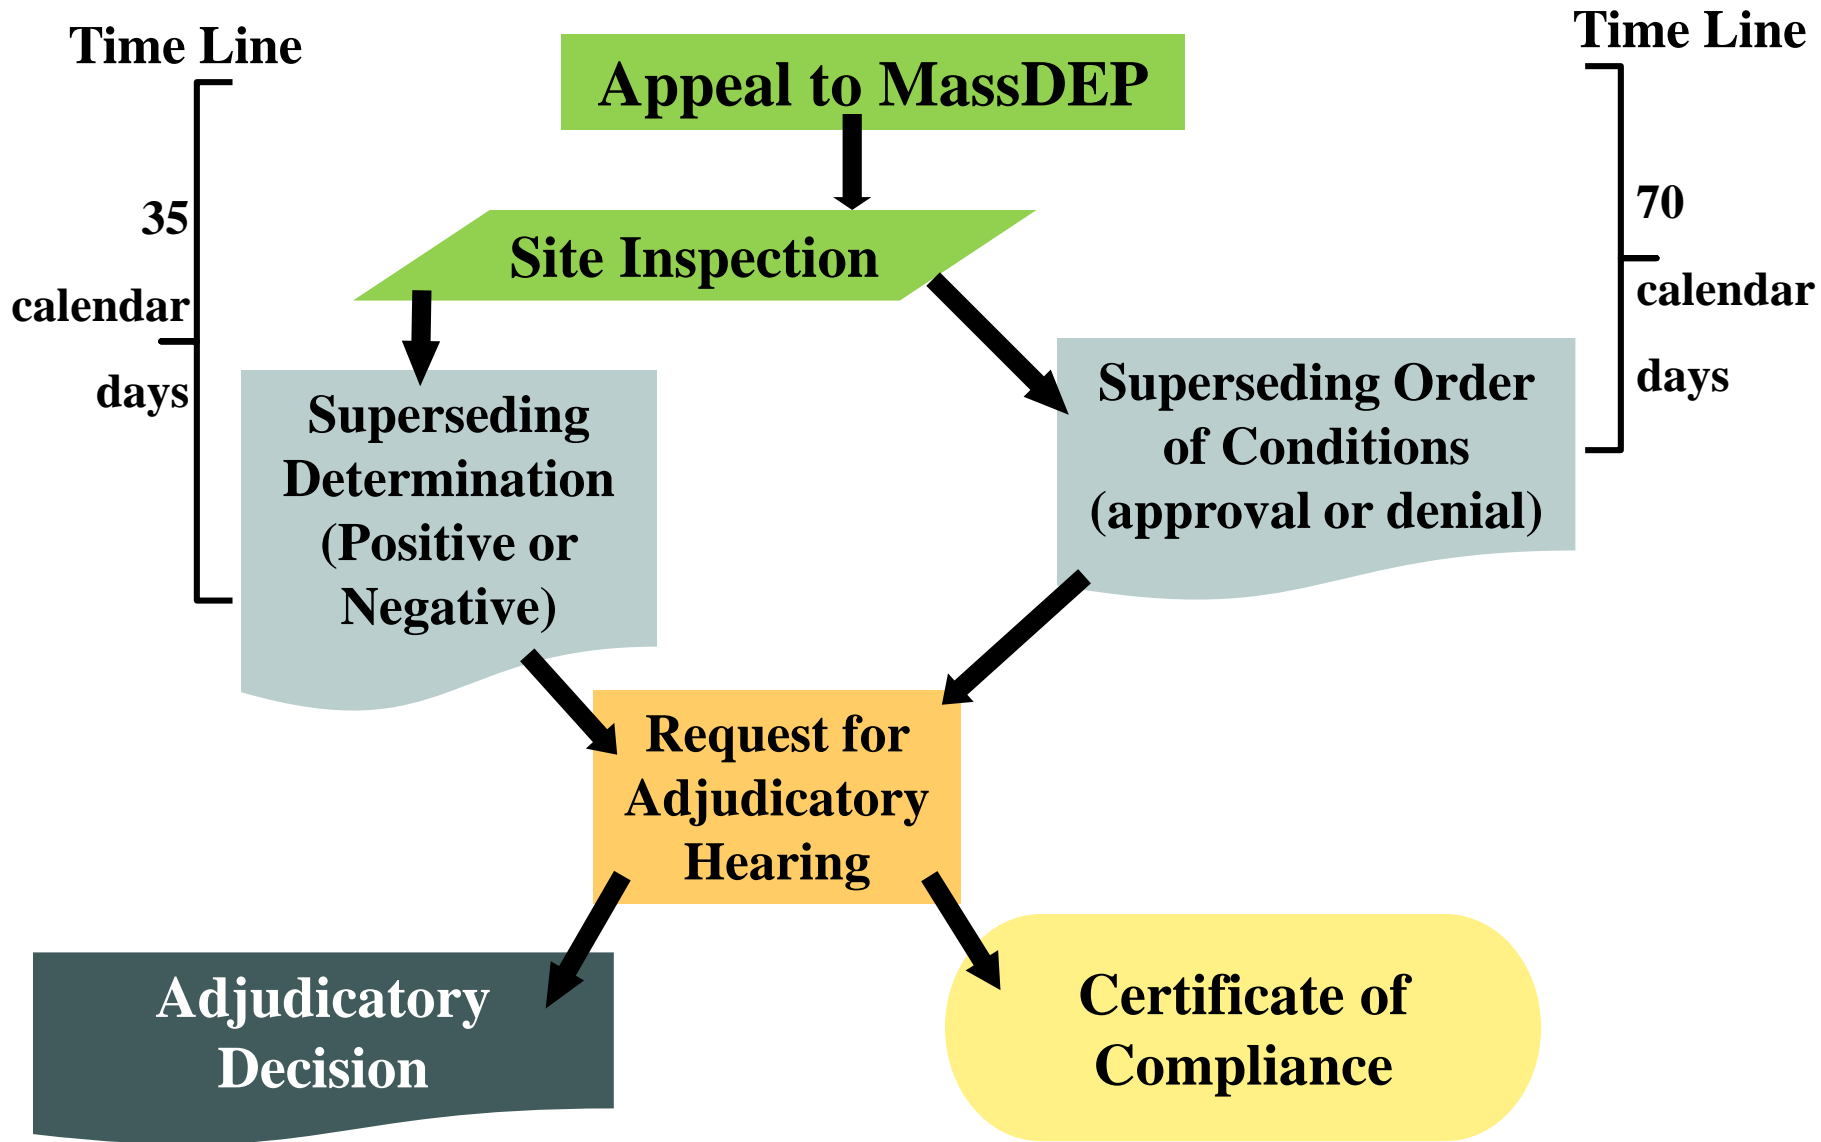 Time Line
35
calendar
days
Appeal to MassDEP
Time Line
70
calendar
days
Site Inspection
Superseding
Determination
(Positive or
Negative)
Superseding Order
of Conditions
(approval or denial)
Request for
Adjudicatory
Hearing
Adjudicatory
Decision
Certificate of
Compliance